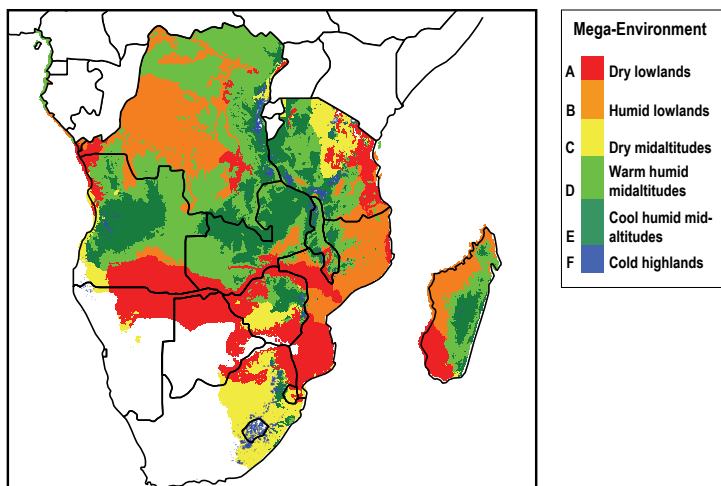 Mega-Environment
A Dry lowlands
B Humid lowlands
C Dry midaltitudes
D Warm humid
midaltitudes
E Cool humid mid-
altitudes
F Cold highlands